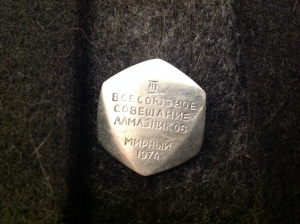 III
ВСЕСОЮЗНОЕ
СОВЕЩАНИЕ
АЛМАЗНИКОВ
МИРНЫЙ
1974